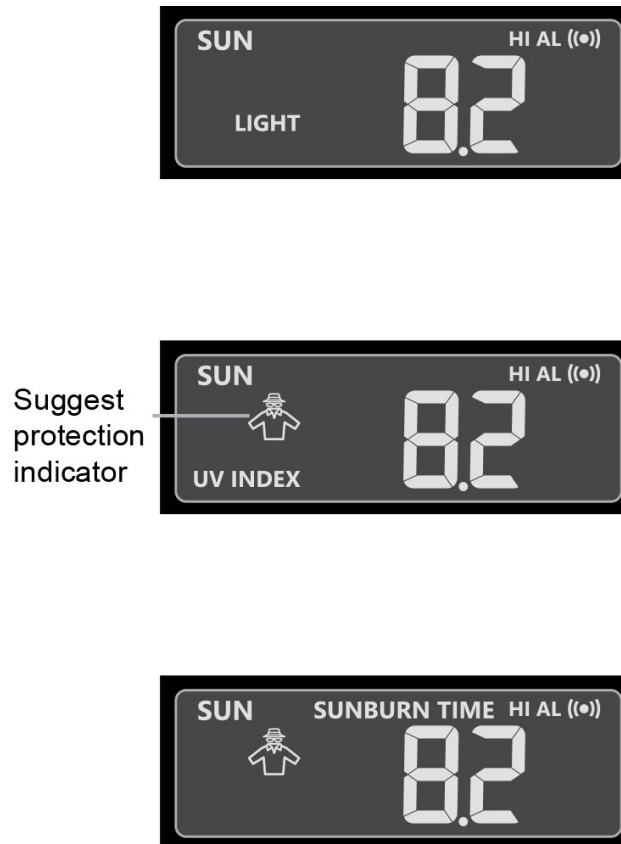 SUN HI AL ((•))
8.2
LIGHT
SUN HI AL ((•))
Suggest
protection
indicator
8.2
UV INDEX
SUN SUNBURN TIME HI AL ((•))
8.2